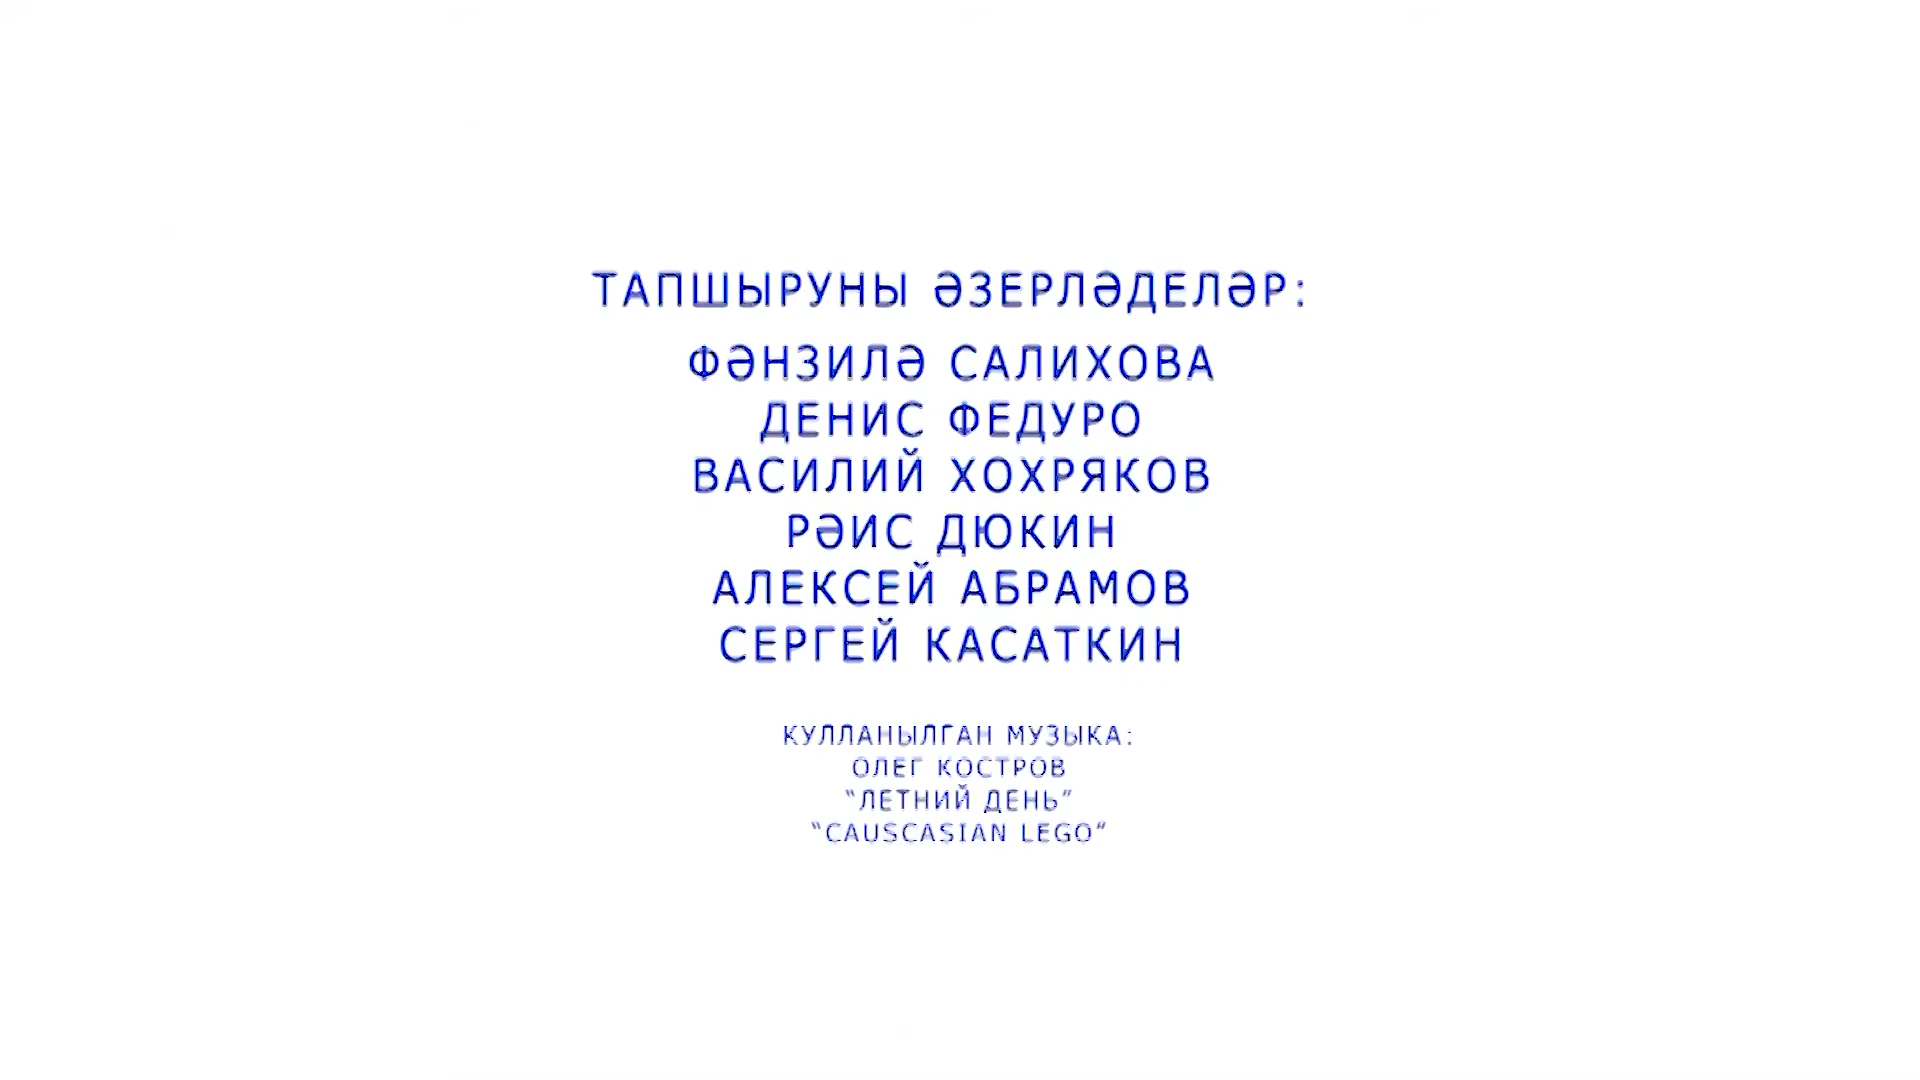 ТАПШЫРУНЫ ӘЗЕРЛӘДЕЛӘР:
ФӘНЗИЛӘ САЛИХОВА
ДЕНИС ФЕДУРО
ВАСИЛИЙ ХОХРЯКОВ
РӘИС ДЮКИН
АЛЕКСЕЙ АБРАМОВ
СЕРГЕЙ КАСАТКИН
КУЛЛАНЫЛГАН МУЗЫКА:
ОЛЕГ КОСТРОВ
“ЛЕТНИЙ ДЕНЬ”
“CAUSCASIAN LEGO”